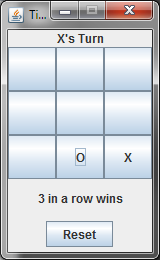 Ti...
X's Turn
O X
3 in a row wins
Reset